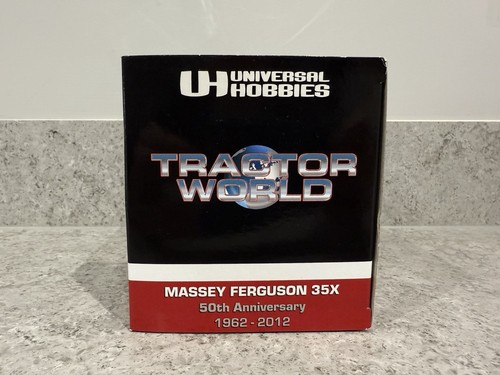 UH UNIVERSAL
HOBBIES
TRACTOR
WORLD
MASSEY FERGUSON 35X
50th Anniversary
1962 - 2012